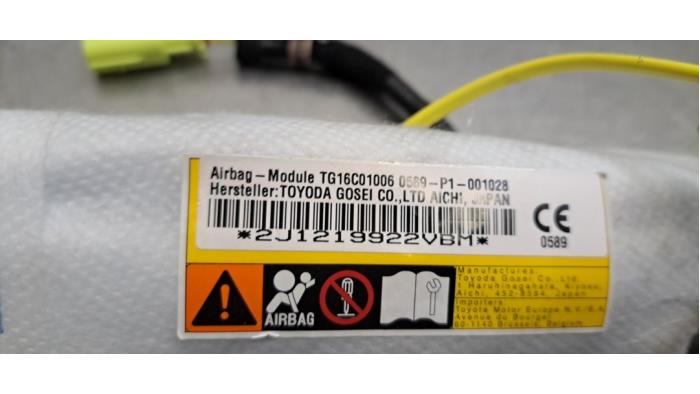 Airbag-Module TG16C01006 0589-P1-001028
Hersteller:TOYODA GOSEI CO.,LTD AICHI, JAPAN
*2J1219922VBM*
CE
0589
AIRBAG
Manufactures:
Toyoda Gosei Co., Ltd.
1 Haruhinagahata, Kiyosu,
Aichi, 452-8564, Japan
Importers
Toyota Motor Europe N.V./S.A.
Avenue du Bourget
60-1140 Brussels, Belgium